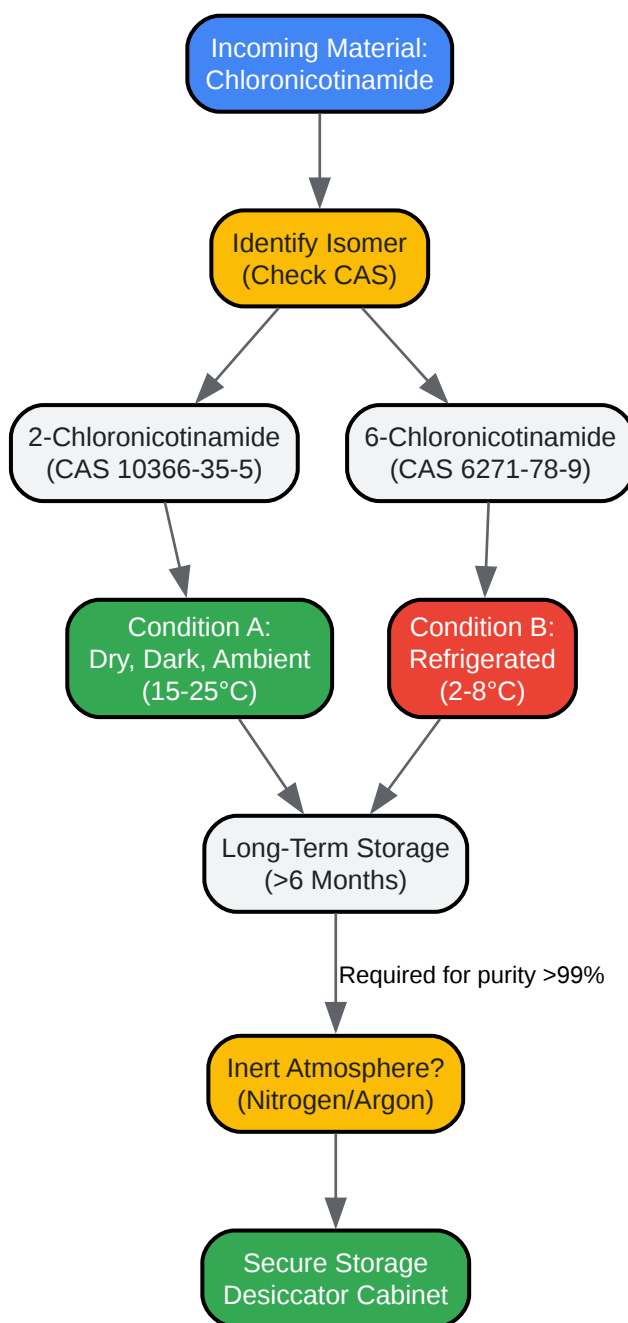 Incoming Material:
Chloronicotinamide
Identify Isomer
(Check CAS)
2-Chloronicotinamide
(CAS 10366-35-5)
6-Chloronicotinamide
(CAS 6271-78-9)
Condition A:
Dry, Dark, Ambient
(15-25°C)
Condition B:
Refrigerated
(2-8°C)
Long-Term Storage
(>6 Months)
Required for purity >99%
Inert Atmosphere?
(Nitrogen/Argon)
Secure Storage
Desiccator Cabinet